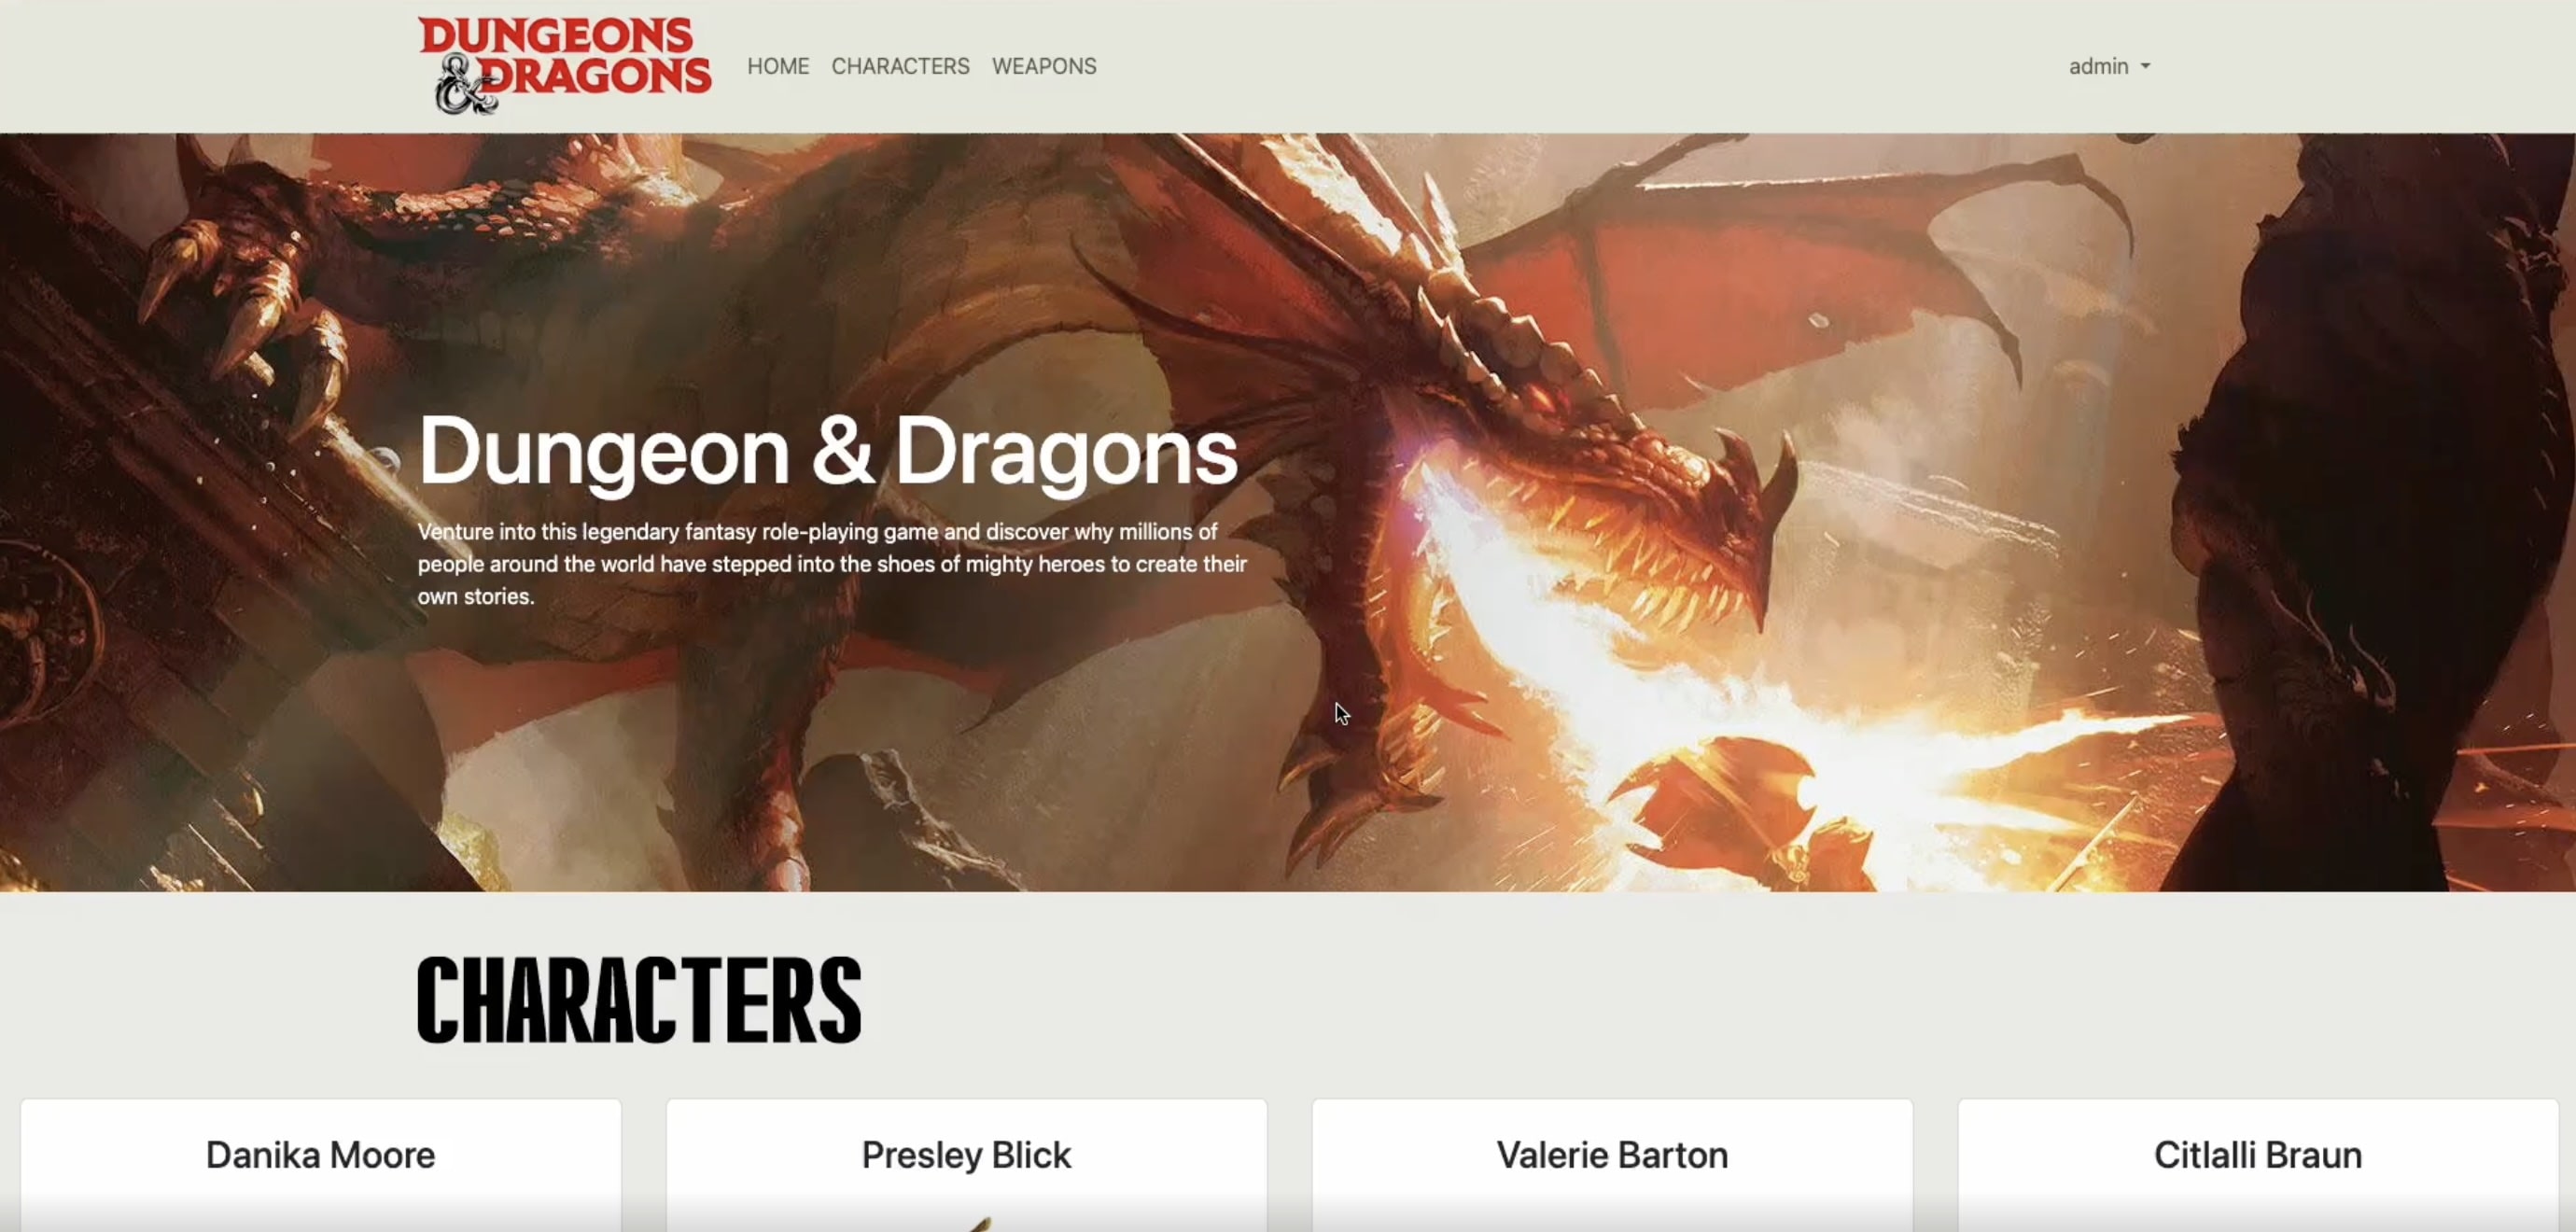 DUNGEONS
& DRAGONS
HOME CHARACTERS WEAPONS
admin
Dungeon & Dragons
Venture into this legendary fantasy role-playing game and discover why millions of
people around the world have stepped into the shoes of mighty heroes to create their
own stories.
CHARACTERS
Danika Moore
Presley Blick
Valerie Barton
Citlalli Braun